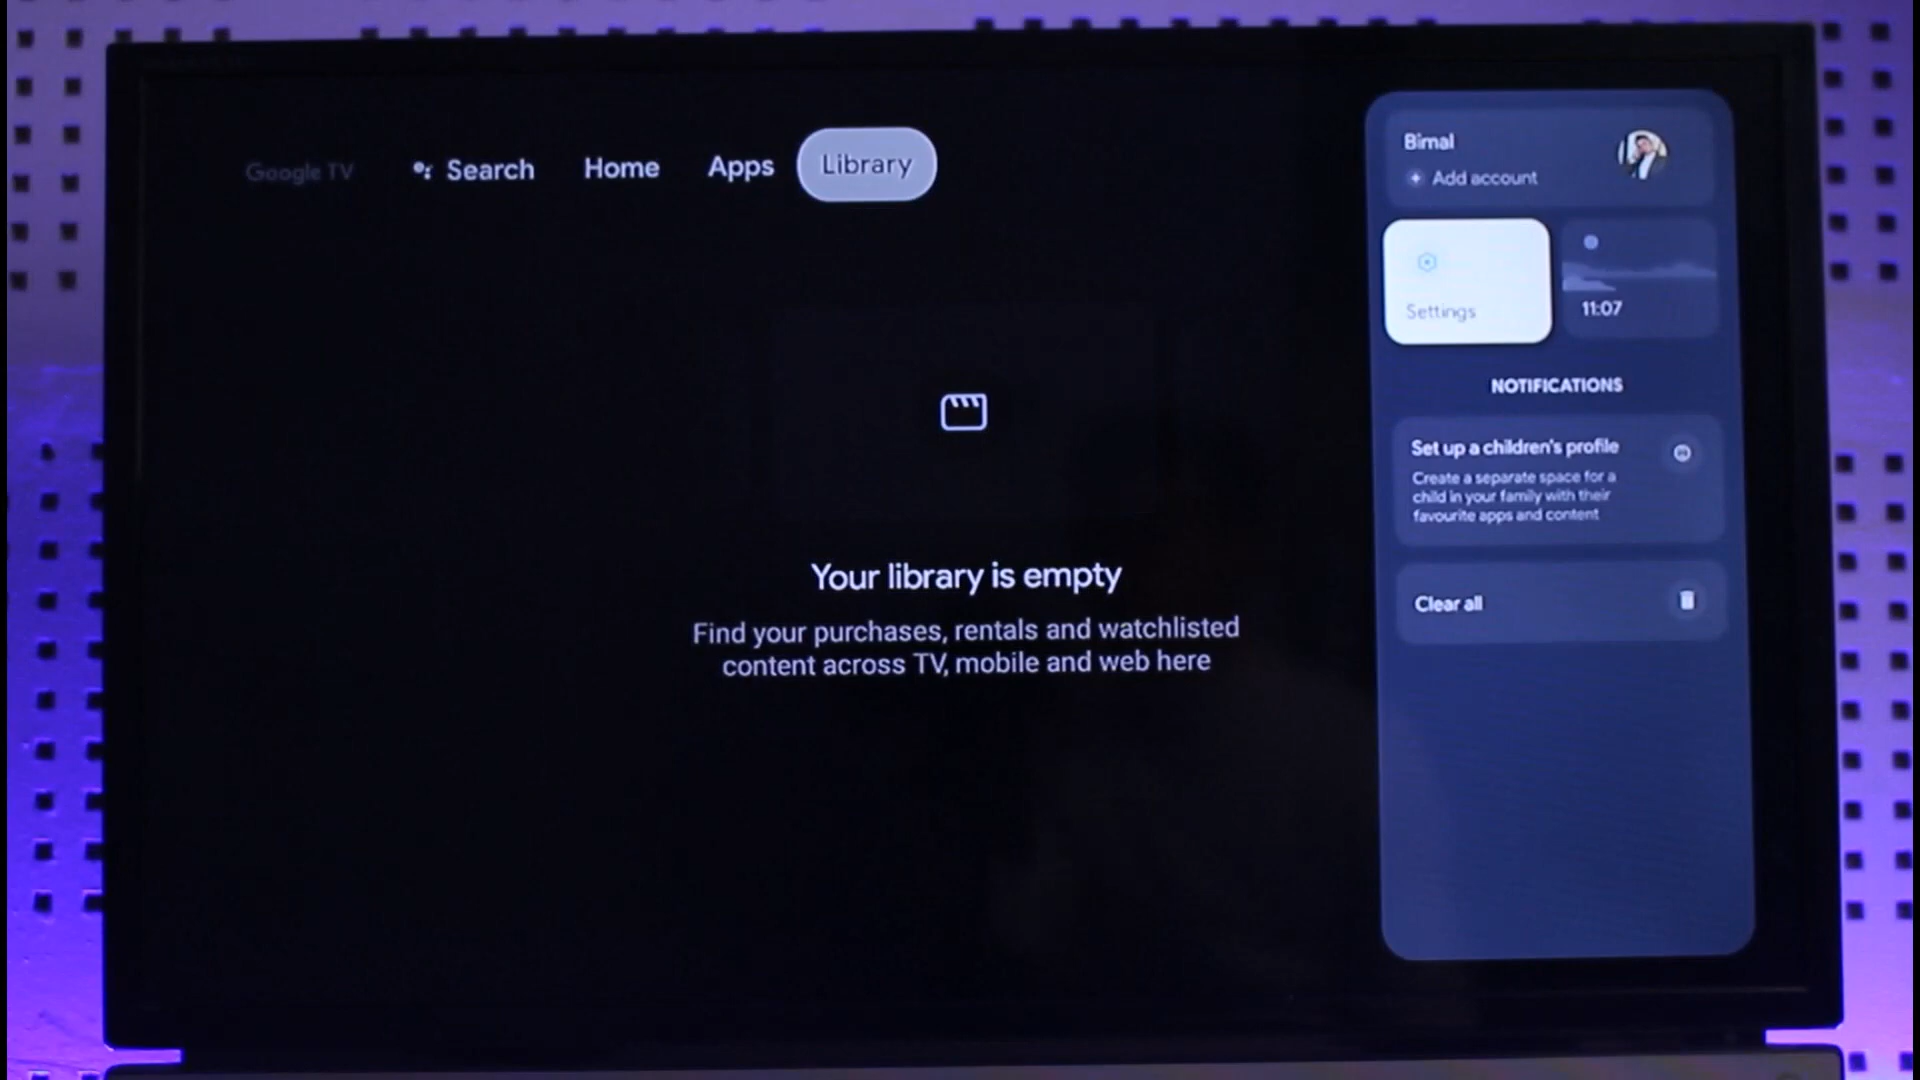 Google TV
Search
Home
Apps
Library
Your library is empty
Find your purchases, rentals and watchlisted
content across TV, mobile and web here
Bimal
+ Add account
Settings
11:07
NOTIFICATIONS
Set up a children's profile
Create a separate space for a
child in your family with their
favourite apps and content
Clear all